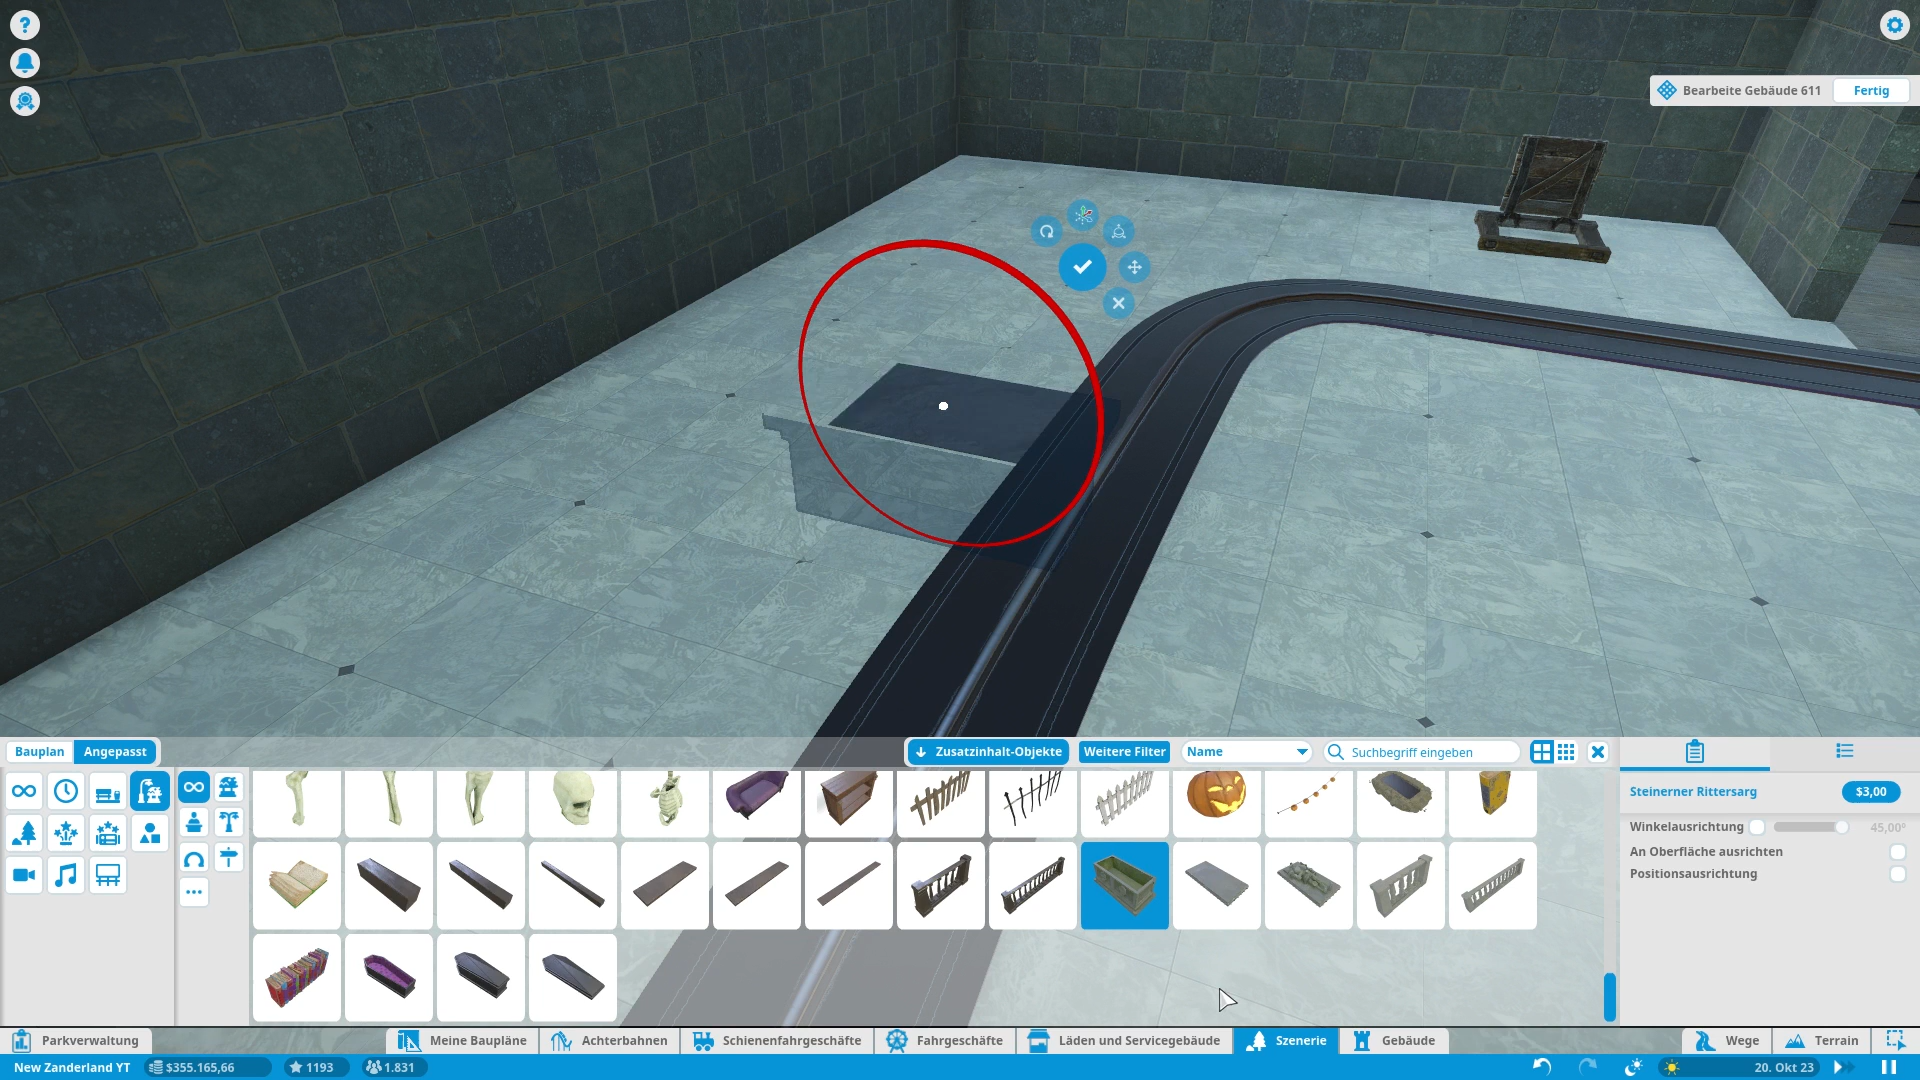 Bearbeite Gebäude 611
Fertig
Bauplan
Angepasst
Zusatzinhalt-Objekte
Weitere Filter
Name
Suchbegriff eingeben
Steinerner Rittersarg
$3,00
Winkelausrichtung
45,00°
An Oberfläche ausrichten
Positionsausrichtung
Parkverwaltung
Meine Baupläne
Achterbahnen
Schienenfahrgeschäfte
Fahrgeschäfte
Läden und Servicegebäude
Szenerie
Gebäude
Wege
Terrain
New Zanderland YT
$355.165,66
1193
1.831
20. Okt 23